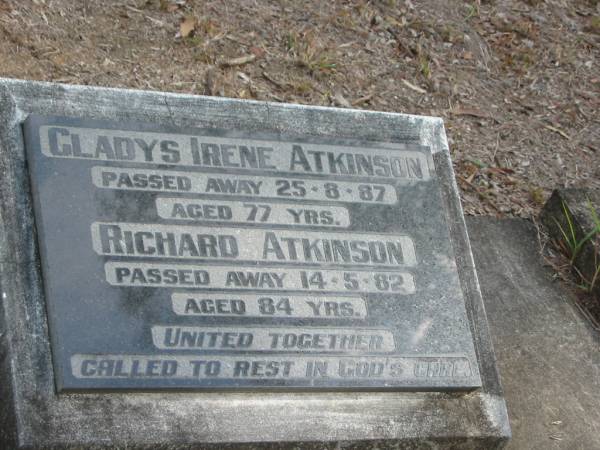 GLADYS IRENE ATKINSON
PASSED AWAY 25-8-87
AGED 77 YRS.
RICHARD ATKINSON
PASSED AWAY 14-5-82
AGED 84 YRS.
UNITED TOGETHER
CALLED TO REST IN GOD'S CARE.